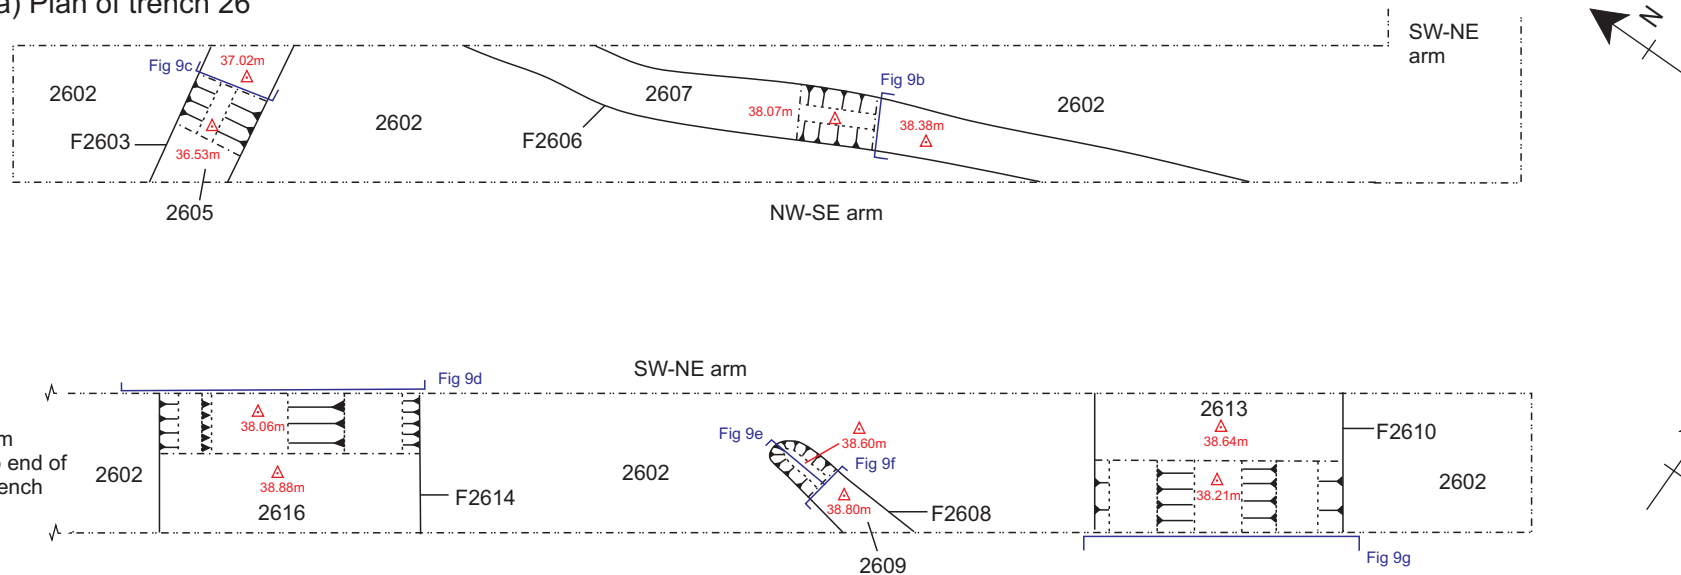 a) Plan of trench 26
SW-NE
arm
N
Fig 9c
37.02m
2602
F2603
36.53m
2605
2602
F2606
2607
38.07m
Fig 9b
38.38m
2602
NW-SE arm
SW-NE arm
Fig 9d
38.06m
m
end of
ench
2602
38.88m
2616
F2614
2602
Fig 9e
38.60m
Fig 9f
38.80m
F2608
2609
2613
38.64m
F2610
38.21m
2602
Fig 9g